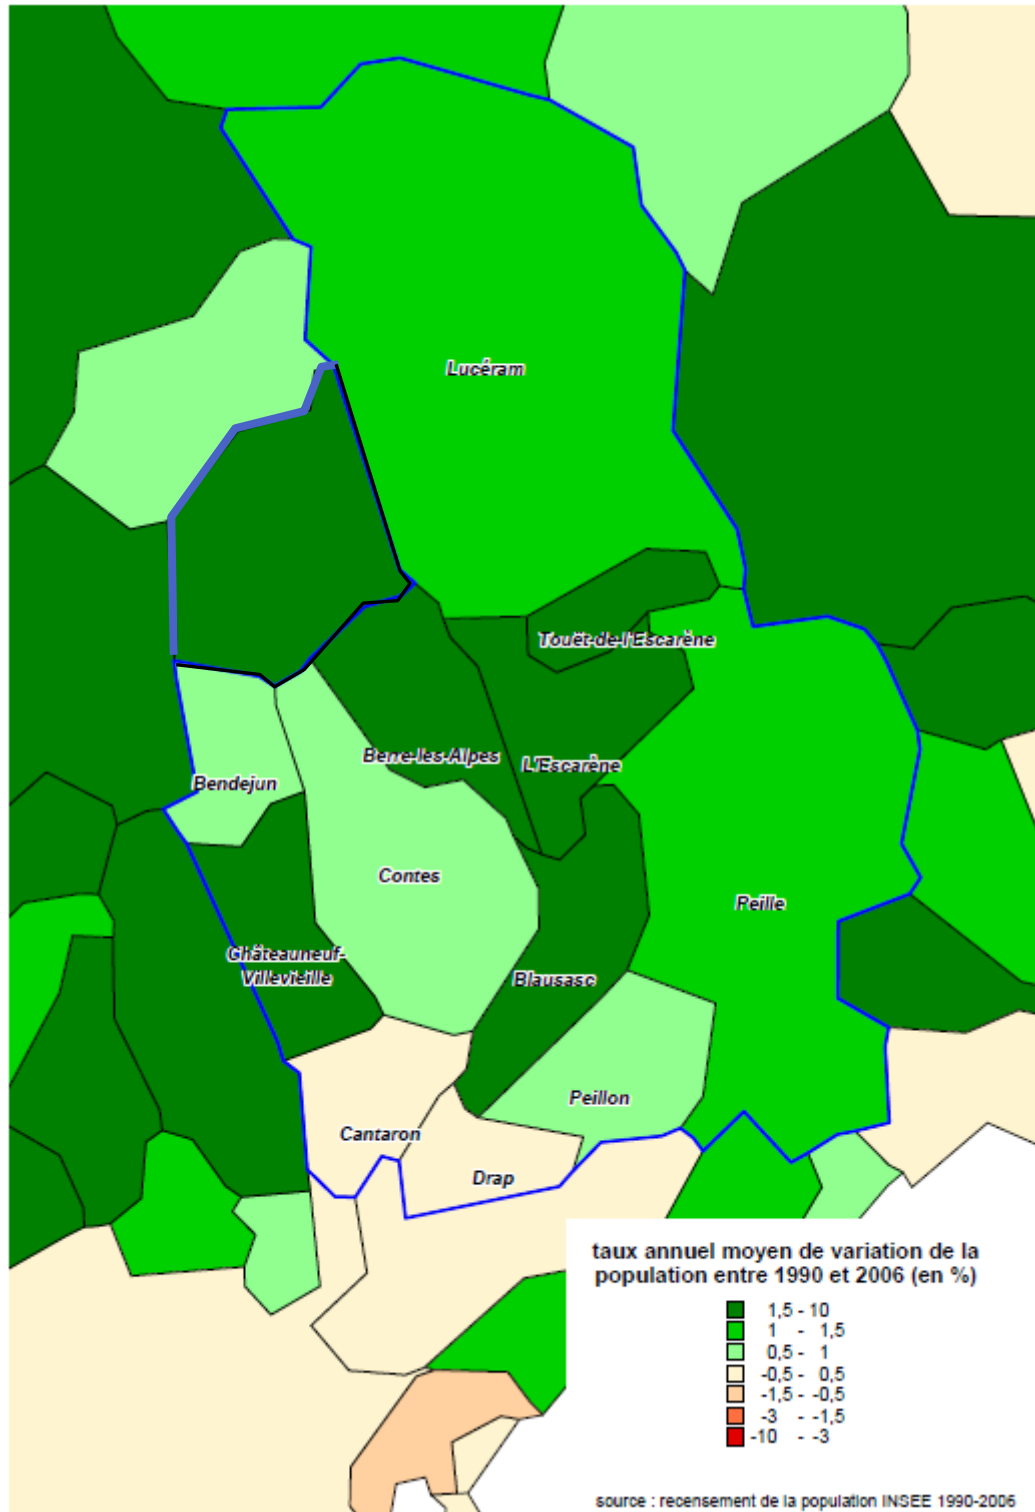 Lucéram
Touët-de-l'Escarène
Berre-les-Alpes
L'Escarène
Bendejun
Contes
Peille
Châteauneuf-
Villevieille
Blausasc
Peillon
Cantaron
Drap
taux annuel moyen de variation de la
population entre 1990 et 2006 (en %)
1,5 - 10
1 - 1,5
0,5 - 1
-0,5 - 0,5
-1,5 - -0,5
-3 - -1,5
-10 - -3
source : recensement de la population INSEE 1990-2006